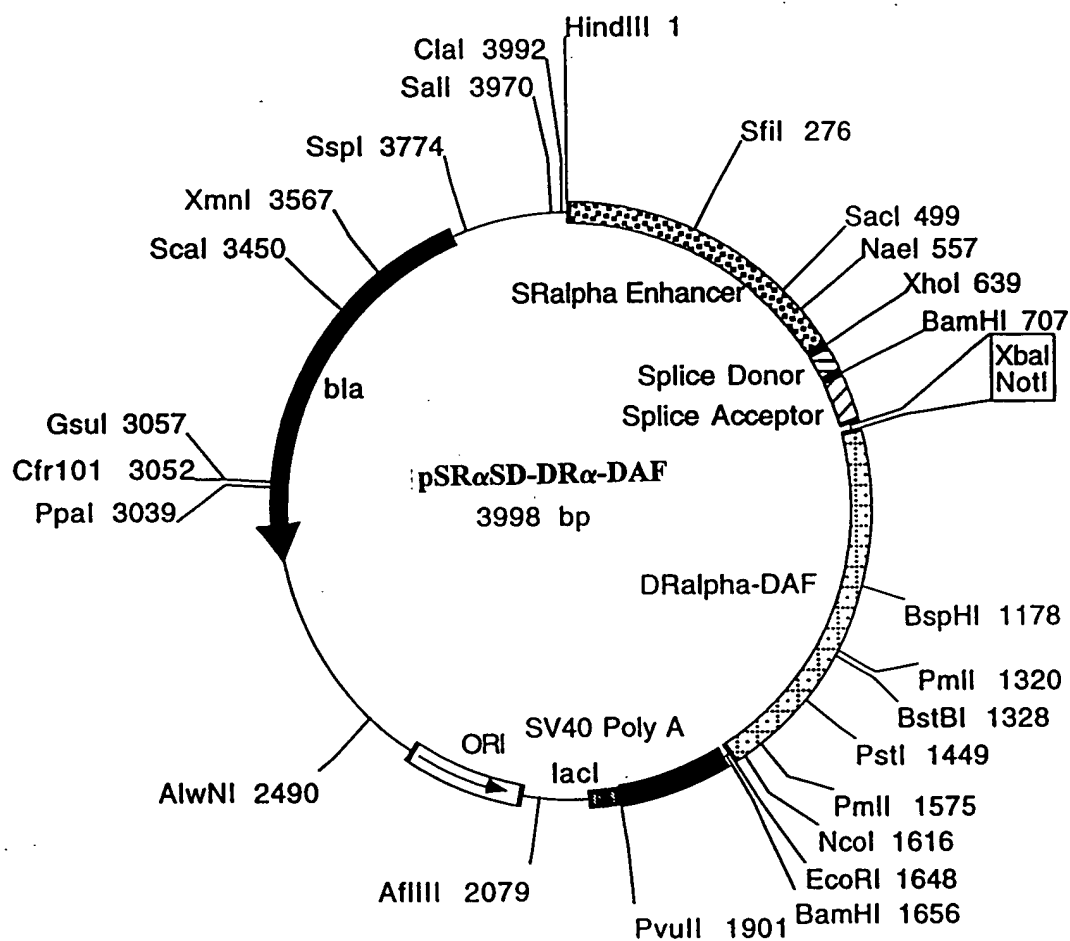 HindIII 1
ClaI 3992
SalI 3970
SspI 3774
SfiI 276
XmnI 3567
SacI 499
ScaI 3450
NaeI 557
SRalpha Enhancer
XhoI 639
BamHI 707
XbaI
NotI
bla
Splice Donor
Splice Acceptor
GsuI 3057
Cfr101 3052
PpaI 3039
pSRαSD-DRα-DAF
3998 bp
DRalpha-DAF
BspHI 1178
PmlI 1320
BstBI 1328
SV40 Poly A
ORI
PstI 1449
lacI
AlwNI 2490
PmlI 1575
NcoI 1616
EcoRI 1648
AflIII 2079
BamHI 1656
PvuII 1901